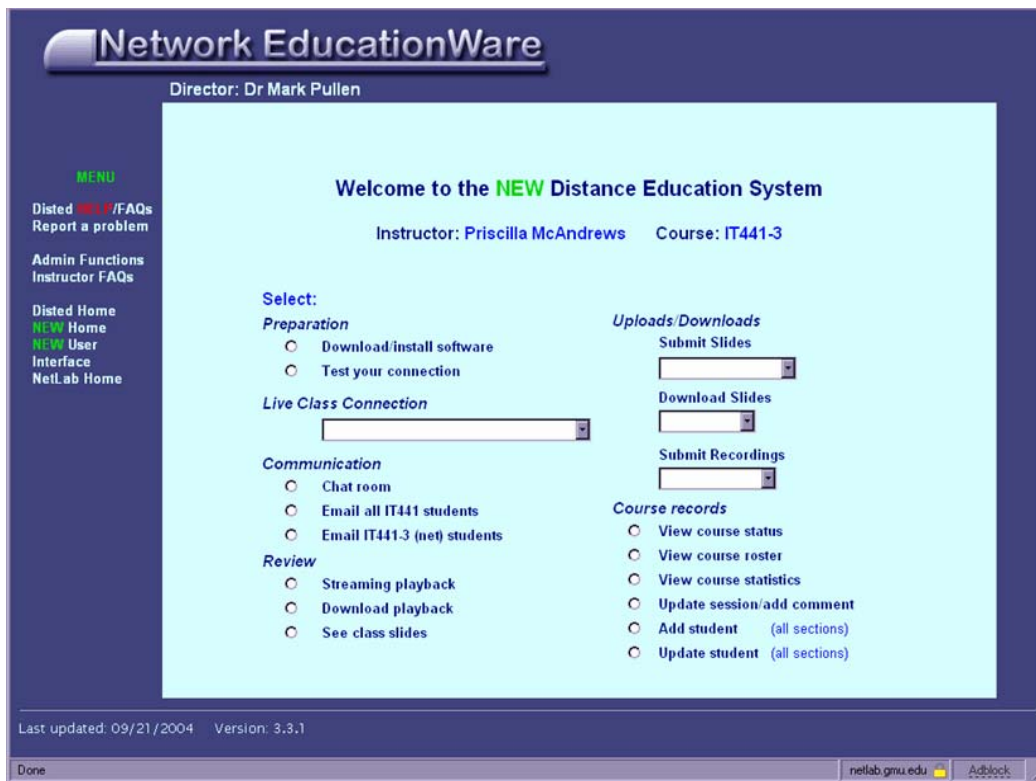 Network EducationWare
Director: Dr Mark Pullen
MENU
Disted HELP/FAQs
Report a problem
Admin Functions
Instructor FAQs
Disted Home
NEW Home
NEW User
Interface
NetLab Home
Welcome to the NEW Distance Education System
Instructor: Priscilla McAndrews Course: IT441-3
Select:
Preparation
Download/install software
Test your connection
Live Class Connection
Communication
Chat room
Email all IT441 students
Email IT441-3 (net) students
Review
Streaming playback
Download playback
See class slides
Uploads/Downloads
Submit Slides
Download Slides
Submit Recordings
Course records
View course status
View course roster
View course statistics
Update session/add comment
Add student (all sections)
Update student (all sections)
Last updated: 09/21/2004 Version: 3.3.1
Done netlab.gmu.edu Adblock